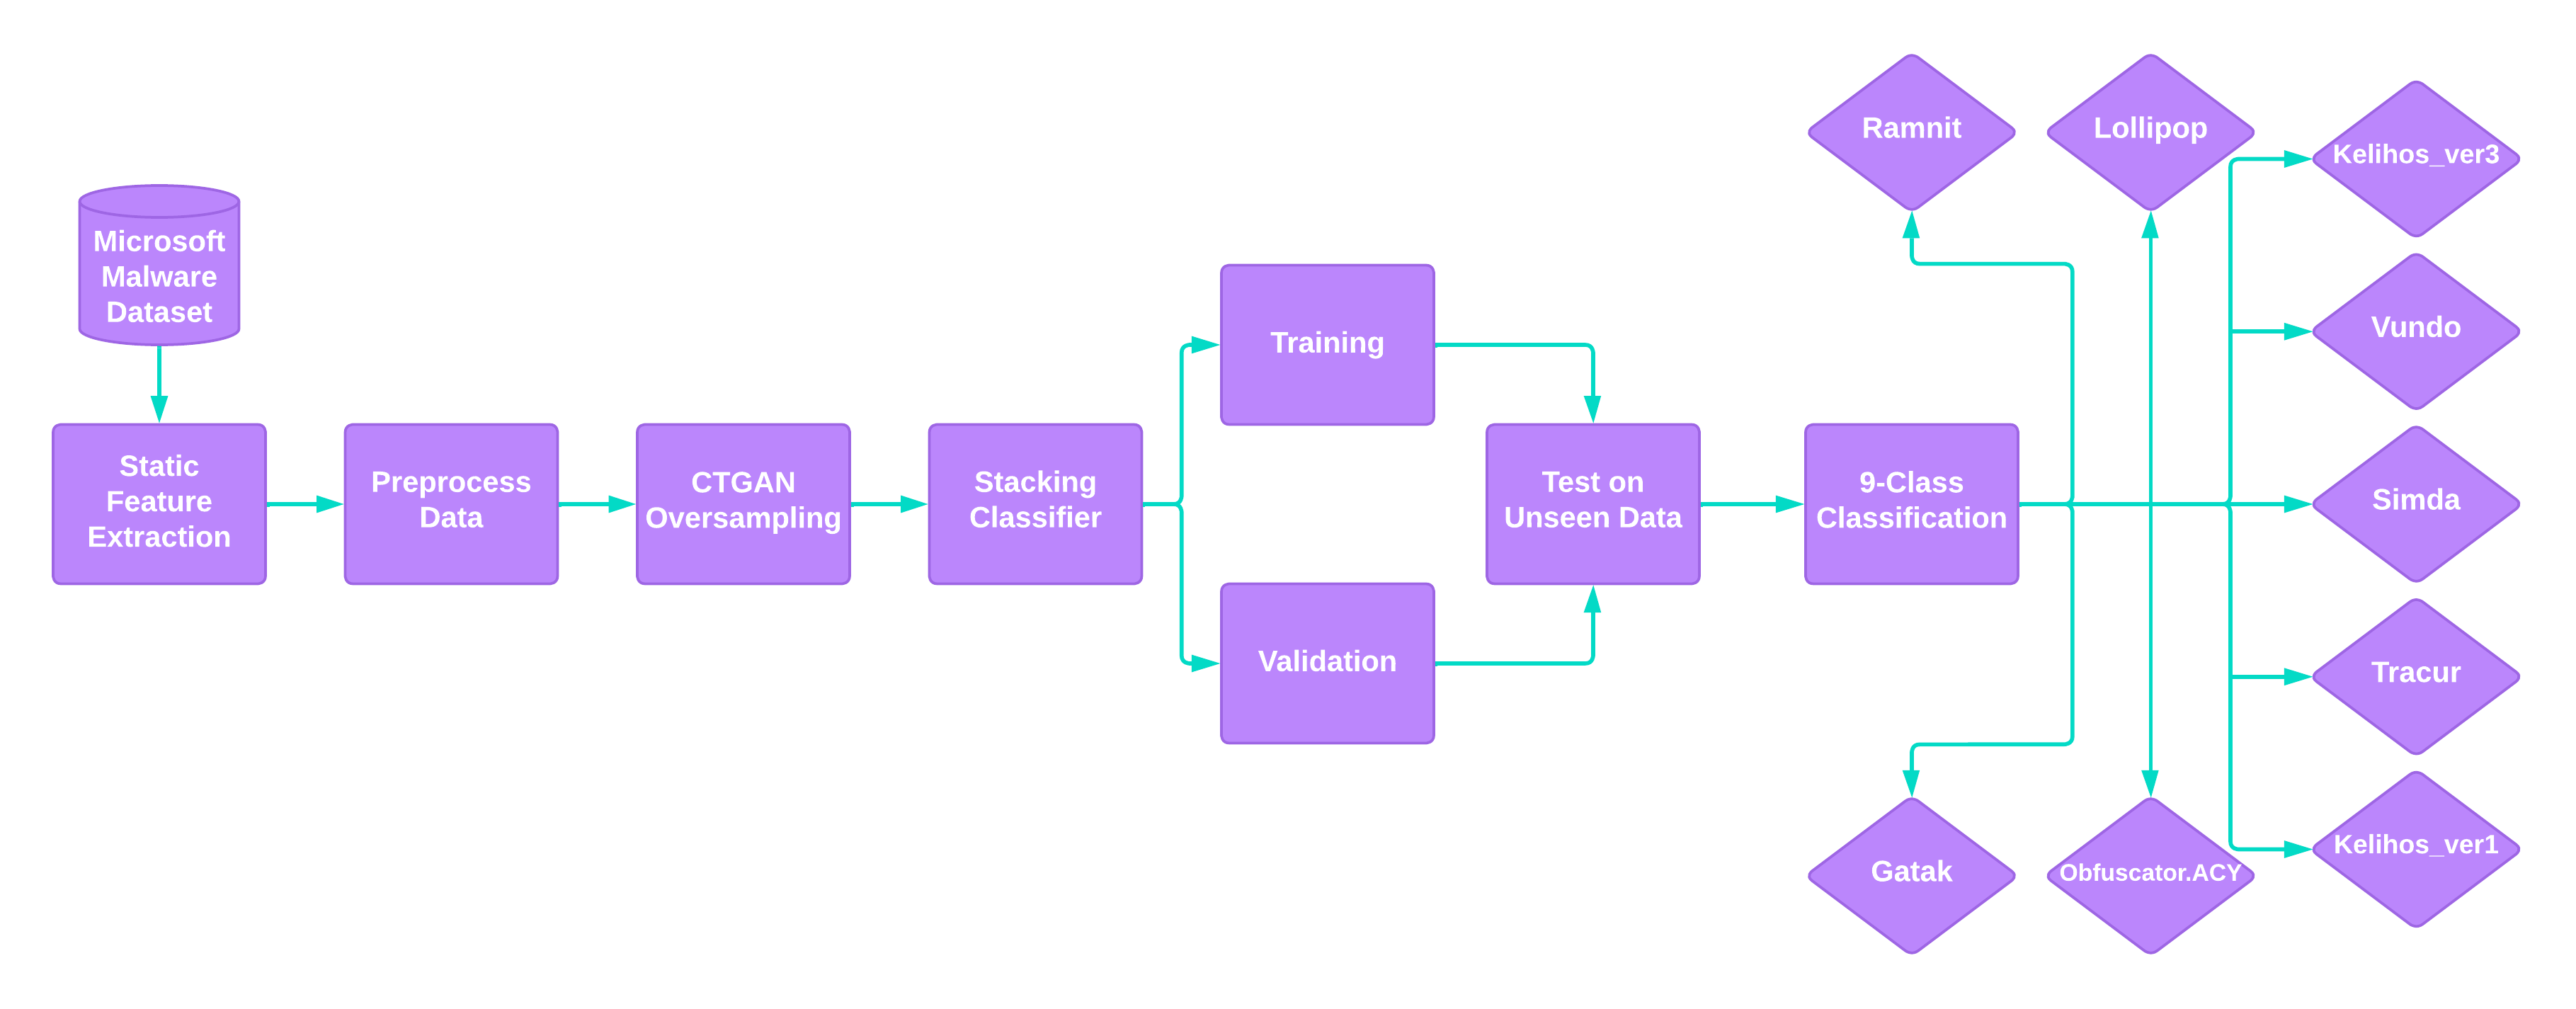 Microsoft
Malware
Dataset
Static
Feature
Extraction
Preprocess
Data
CTGAN
Oversampling
Stacking
Classifier
Training
Validation
Test on
Unseen Data
9-Class
Classification
Ramnit
Lollipop
Kelihos_ver3
Vundo
Simda
Tracur
Kelihos_ver1
Gatak
Obfuscator.ACY